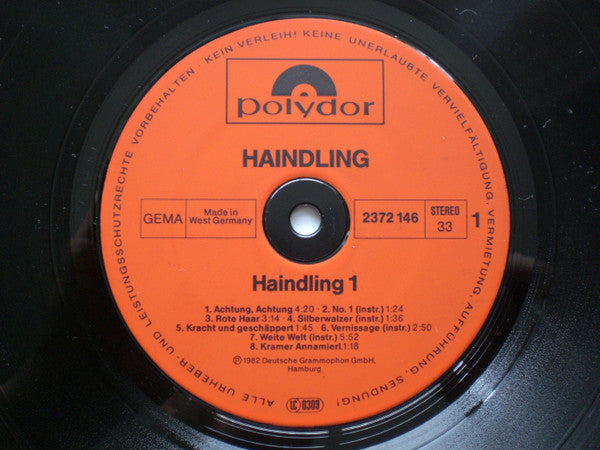 ALLE URHEBER- UND LEISTUNGSSCHUTZRECHTE VORBEHALTEN · KEIN VERLEIH! KEINE UNERLAUBTE VERVIELFÄLTIGUNG, VERMIETUNG, AUFFÜHRUNG, SENDUNG!
polydor
HAINDLING
GEMA
Made in
West Germany
2372 146
STEREO
33
1
Haindling 1
1. Achtung, Achtung 4:20 · 2. No. 1 (instr.) 1:24
3. Rote Haar 3:14 · 4. Silberwalzer (instr.) 1:36
5. Kracht und geschäppert 1:45 · 6. Vernissage (instr.) 2:50
7. Weite Welt (instr.) 5:52
8. Kramer Annamierl 1:18
Ⓟ 1982 Deutsche Grammophon GmbH,
Hamburg
LC 0309